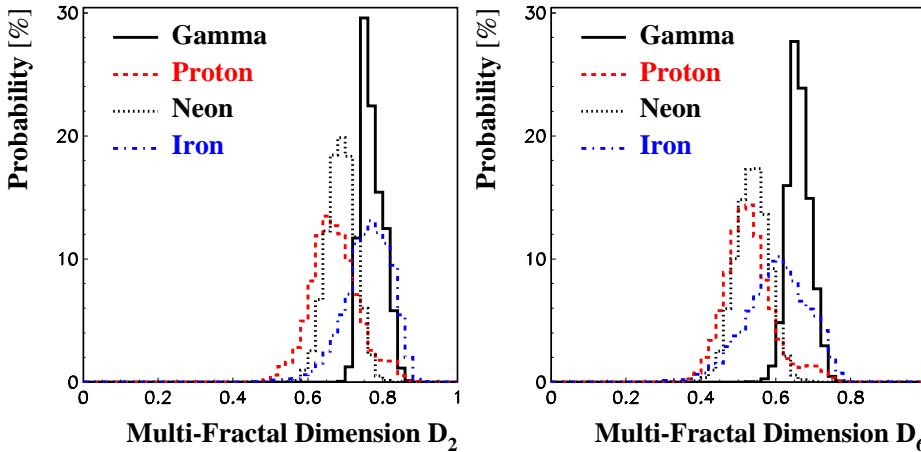 Probability [%]
30
20
10
0
Gamma
Proton
Neon
Iron
0 0.2 0.4 0.6 0.8 1
Multi-Fractal Dimension D2
Probability [%]
30
20
10
0
Gamma
Proton
Neon
Iron
0 0.2 0.4 0.6 0.8
Multi-Fractal Dimension D6